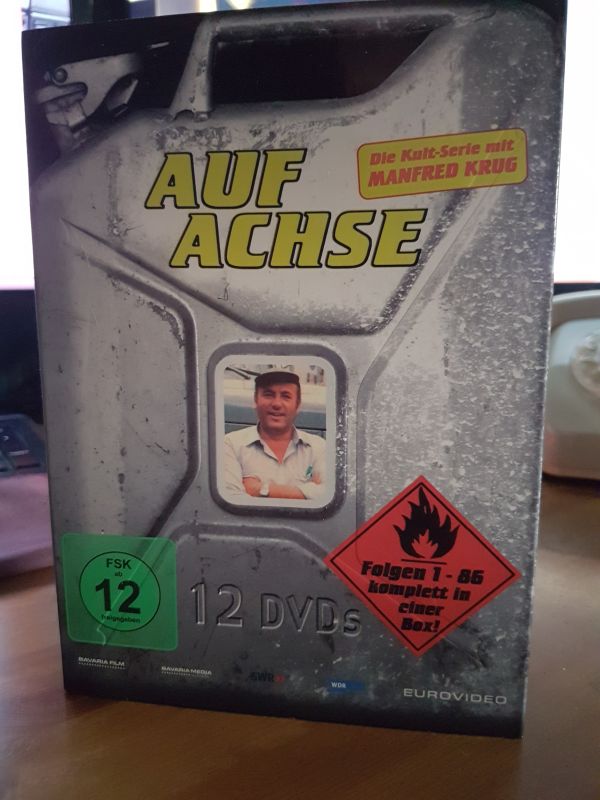 Die Kult-Serie mit
MANFRED KRUG
AUF
ACHSE
FSK
ab
12
freigegeben
12 DVDs
Folgen 1 - 86
komplett in
einer
Box!
BAVARIA FILM
BAVARIA MEDIA
SWR
WDR
EUROVIDEO